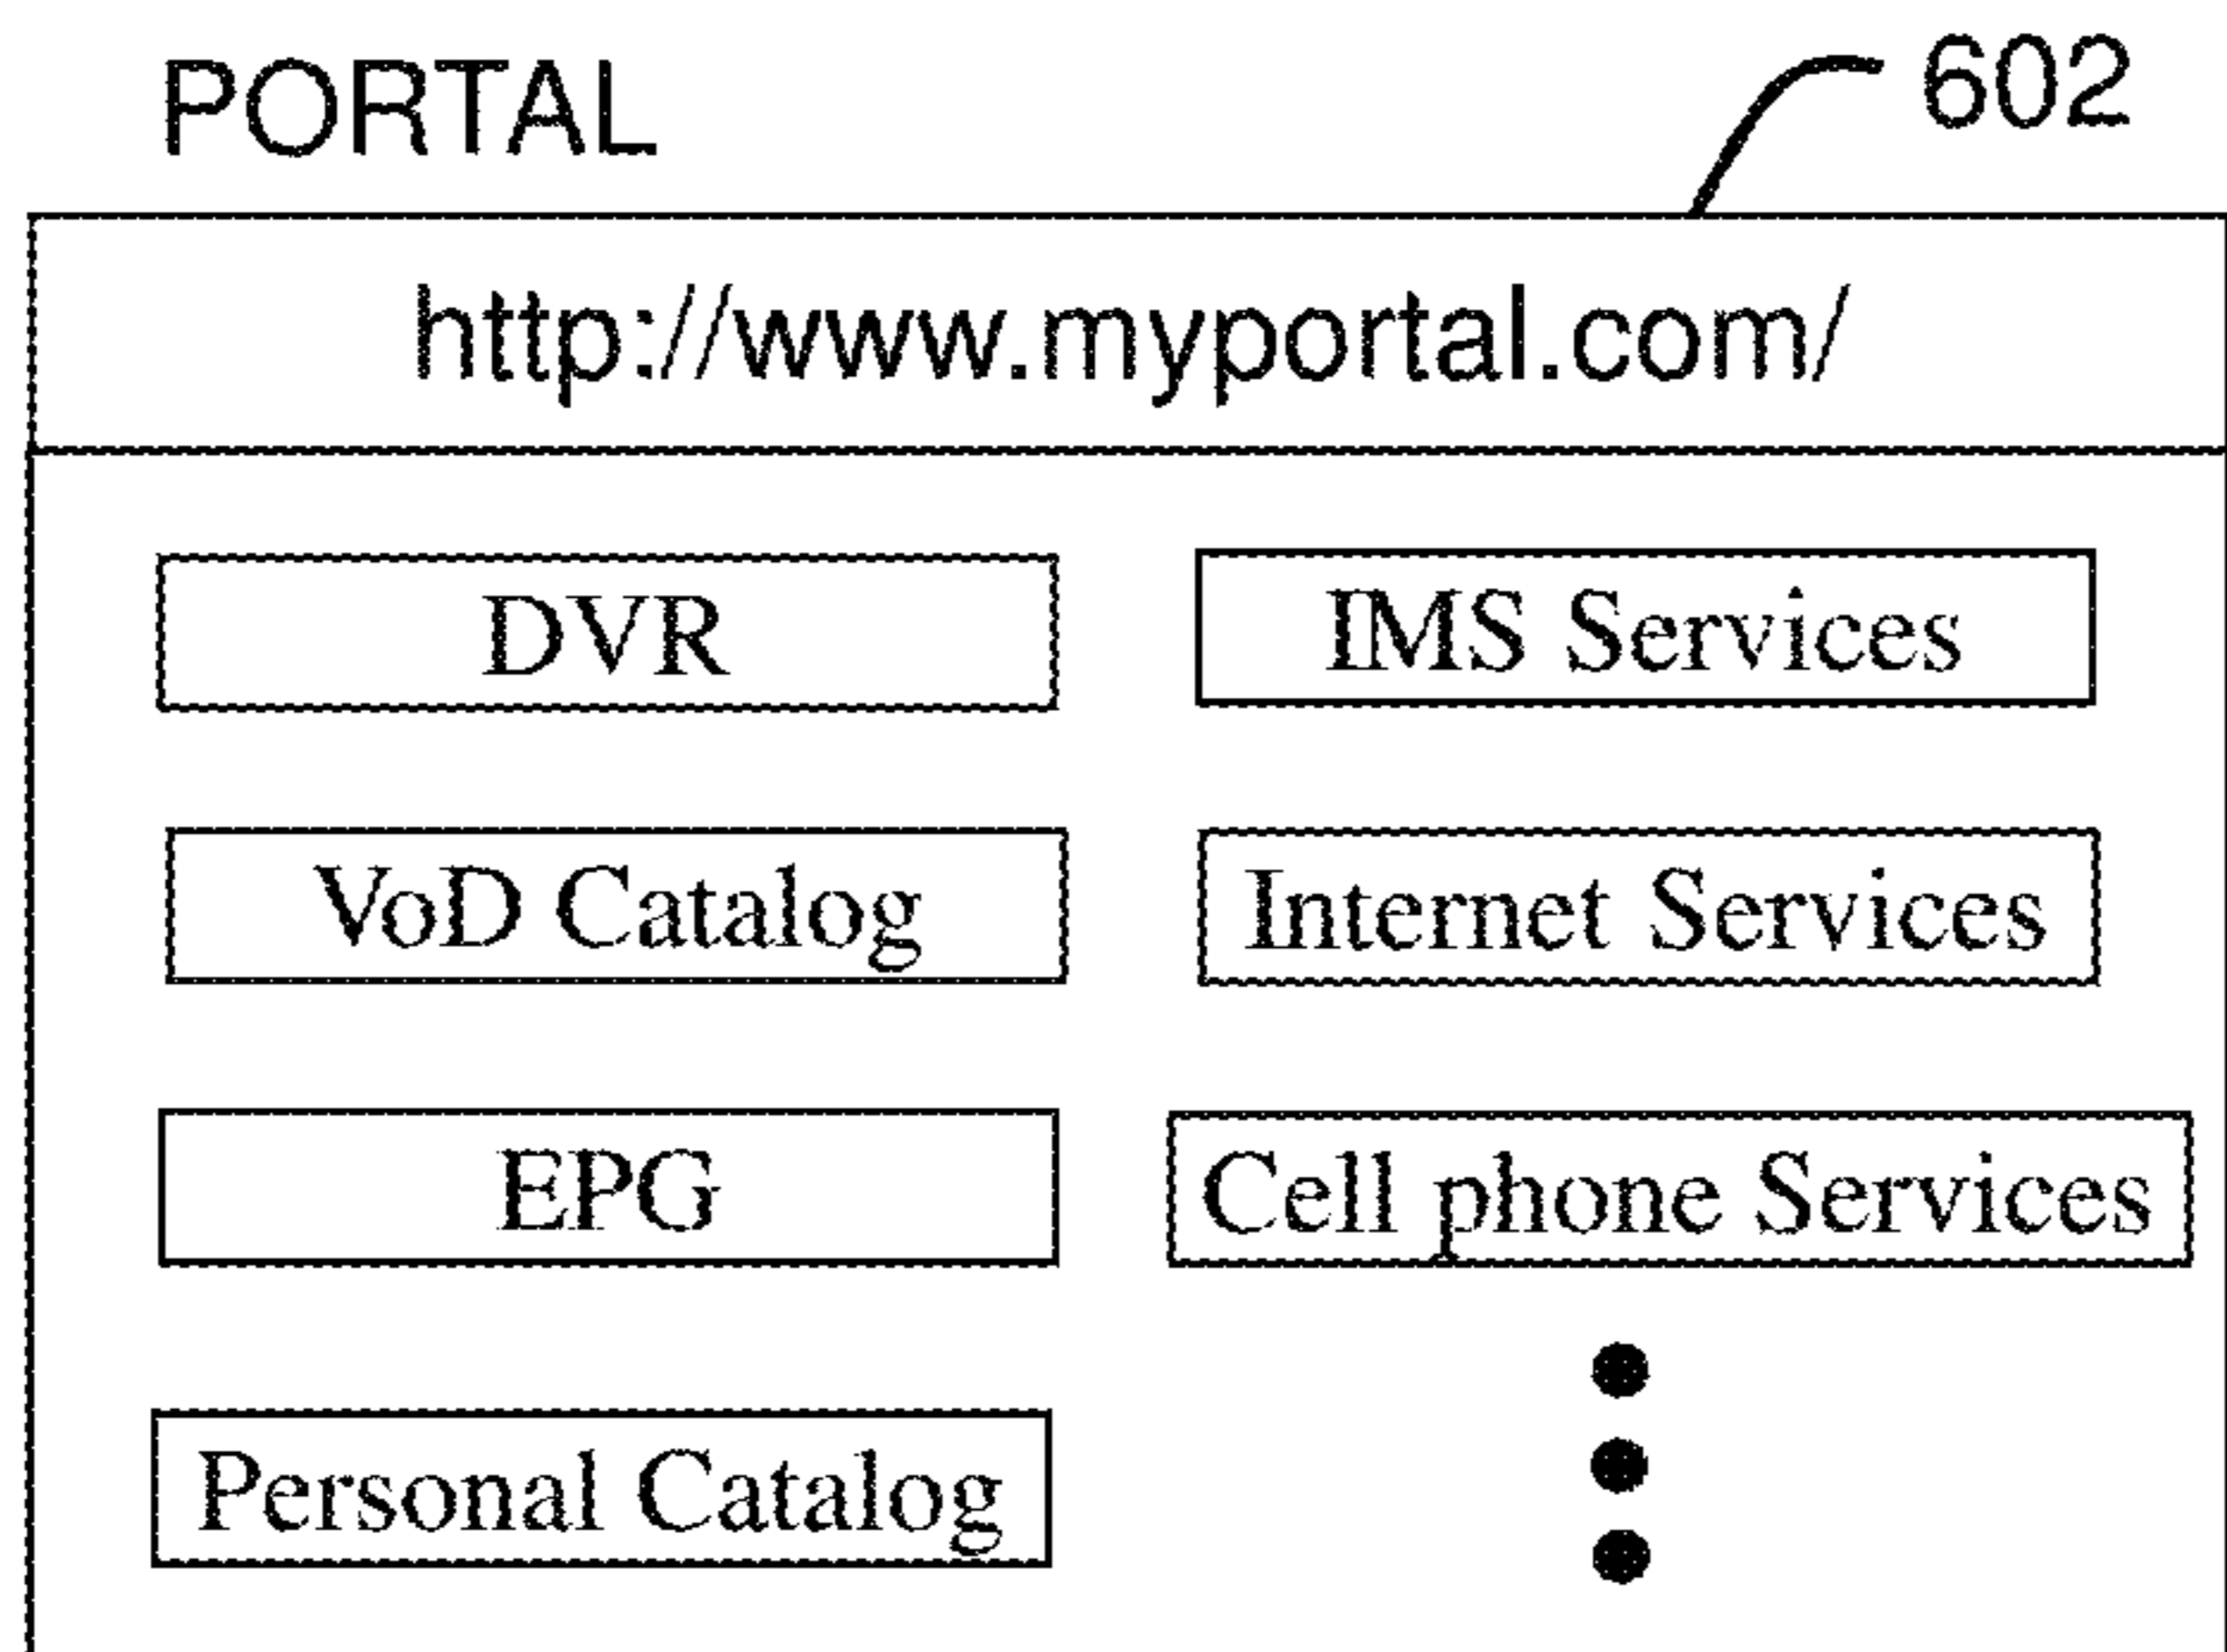 PORTAL
602
http://www.myportal.com/
DVR
IMS Services
VoD Catalog
Internet Services
EPG
Cell phone Services
Personal Catalog